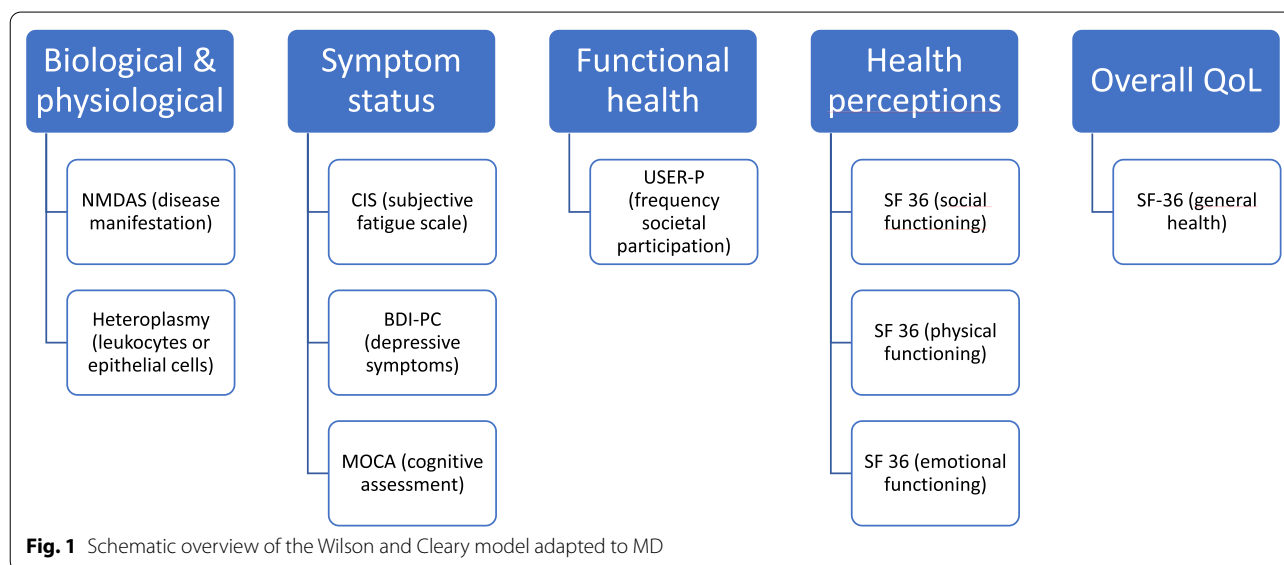 Biological &
physiological
NMDAS (disease
manifestation)
Heteroplasmy
(leukocytes or
epithelial cells)
Symptom
status
CIS (subjective
fatigue scale)
BDI-PC
(depressive
symptoms)
MOCA (cognitive
assessment)
Functional
health
USER-P
(frequency
societal
participation)
Health
perceptions
SF 36 (social
functioning)
SF 36 (physical
functioning)
SF 36 (emotional
functioning)
Overall QoL
SF-36 (general
health)
Fig. 1 Schematic overview of the Wilson and Cleary model adapted to MD